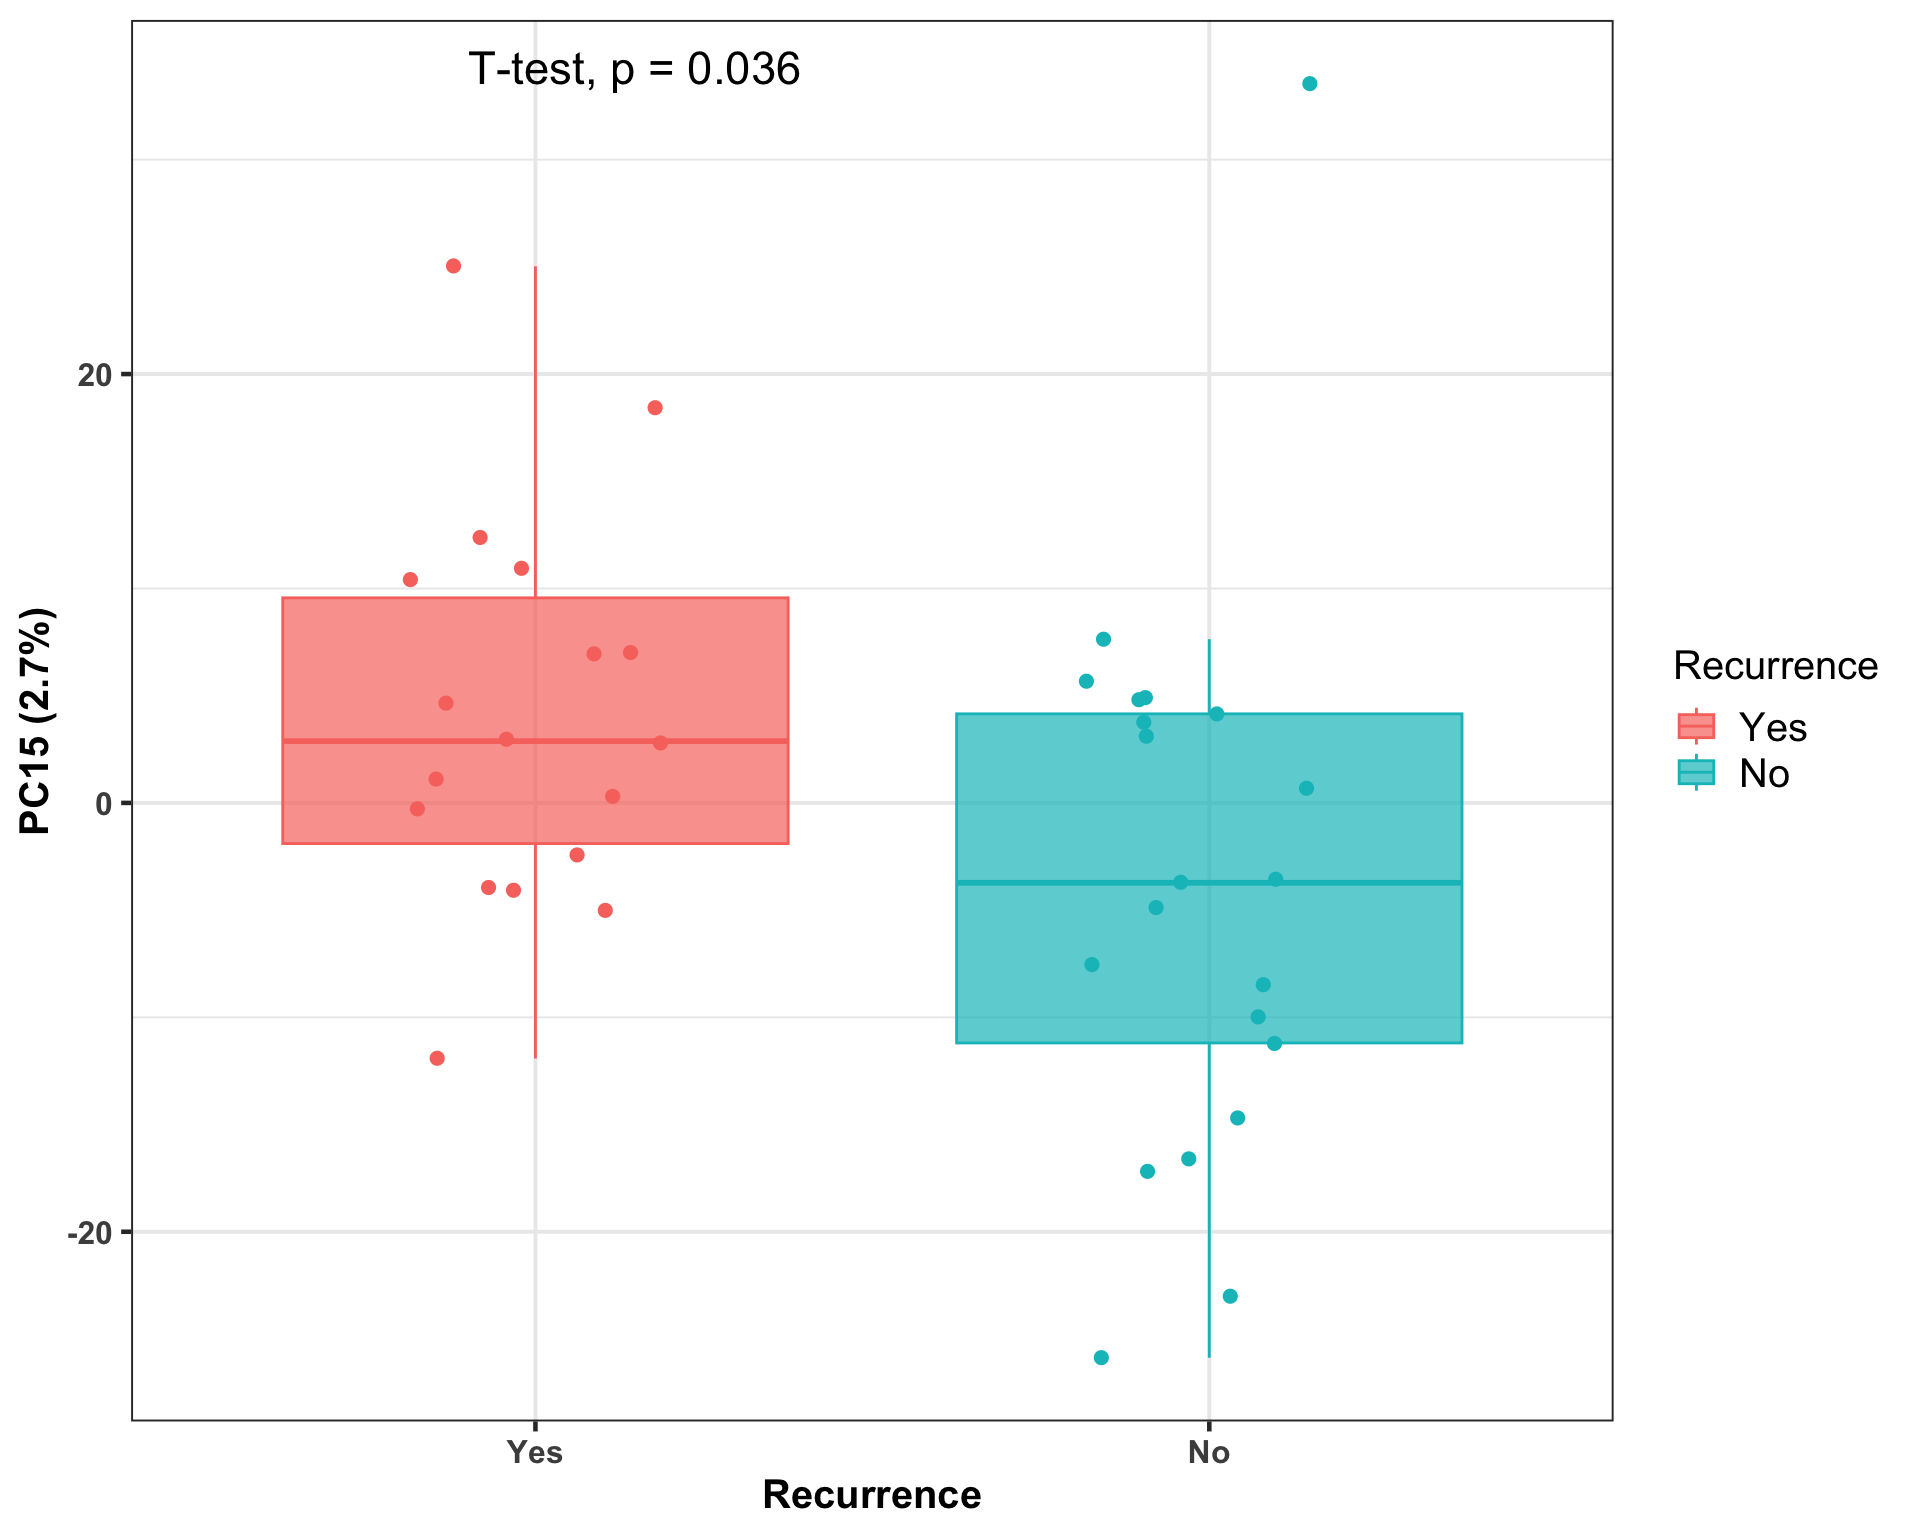 T-test, p = 0.036
PC15 (2.7%)
20
0
-20
Yes
No
Recurrence
Recurrence
Yes
No